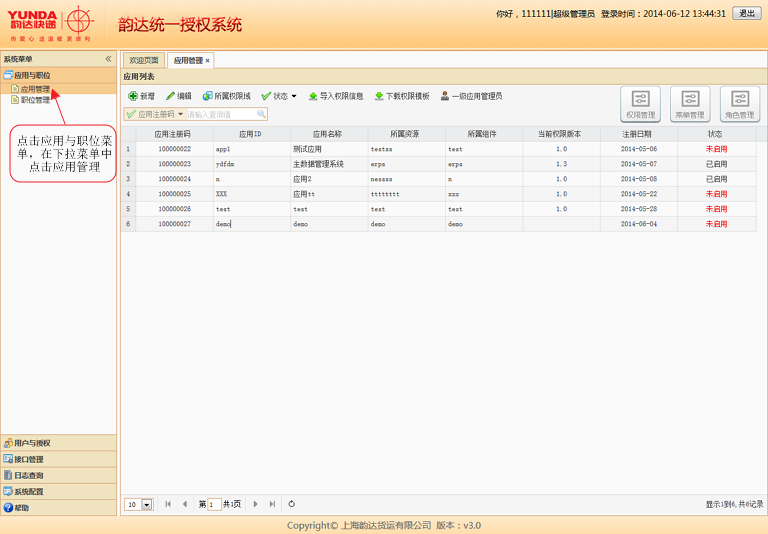 YUNDA
韵达快递
传爱心 送温暖 更便利
韵达统一授权系统
你好，111111|超级管理员 登录时间：2014-06-12 13:44:31 退出
系统菜单
应用与职位
应用管理
职位管理
点击应用与职位菜
单，在下拉菜单中
点击应用管理
用户与授权
接口管理
日志查询
系统配置
帮助
欢迎页面 应用管理
应用列表
新增 编辑 所属权限域 状态 导入权限信息 下载权限模板 一级应用管理员
权限管理 菜单管理 角色管理
应用注册码 请输入查询值
应用注册码 应用ID 应用名称 所属资源 所属组件 当前权限版本 注册日期 状态
1 100000022 app1 测试应用 testss test 1.0 2014-05-06 未启用
2 100000023 ydfdm 主数据管理系统 erps erps 1.3 2014-05-07 已启用
3 100000024 n 应用2 nessss n 1.0 2014-05-08 已启用
4 100000025 XXX 应用tt tttttttt xxx 1.0 2014-05-22 未启用
5 100000026 test test test test 1.0 2014-05-28 未启用
6 100000027 demo demo demo demo 2014-06-04 未启用
10 第 1 共1页 显示1到6, 共6记录
Copyright© 上海韵达货运有限公司 版本：v3.0